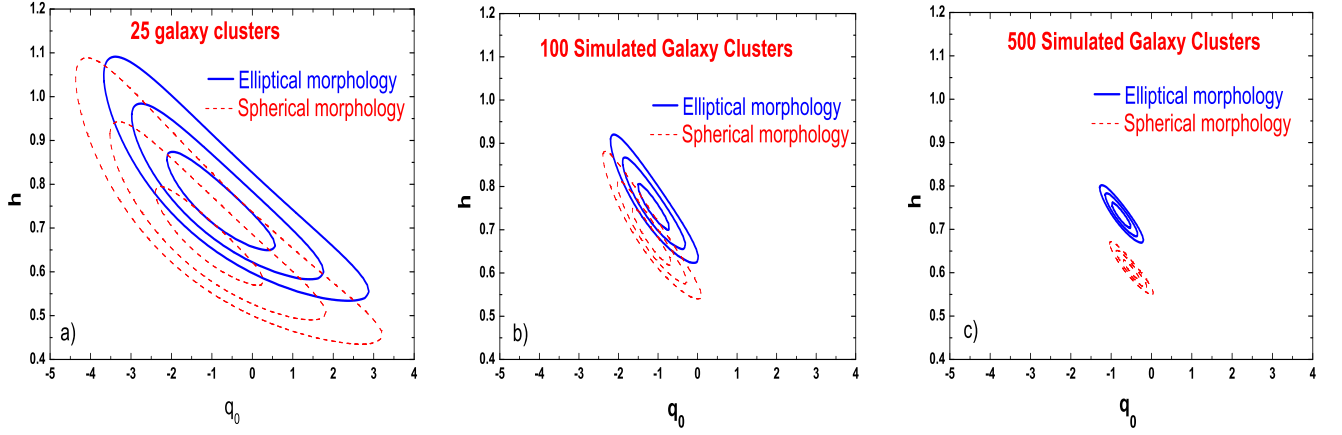 25 galaxy clusters
Elliptical morphology
Spherical morphology
h
1.2
1.1
1.0
0.9
0.8
0.7
0.6
0.5
0.4
a)
-5 -4 -3 -2 -1 0 1 2 3 4
q0
100 Simulated Galaxy Clusters
Elliptical morphology
Spherical morphology
h
1.2
1.1
1.0
0.9
0.8
0.7
0.6
0.5
0.4
b)
-5 -4 -3 -2 -1 0 1 2 3 4
q0
500 Simulated Galaxy Clusters
Elliptical morphology
Spherical morphology
h
1.2
1.1
1.0
0.9
0.8
0.7
0.6
0.5
0.4
c)
-5 -4 -3 -2 -1 0 1 2 3 4
q0